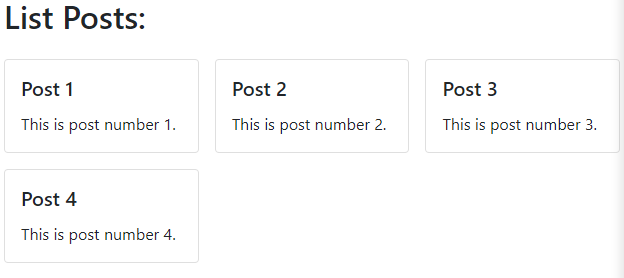 List Posts:
Post 1
This is post number 1.
Post 2
This is post number 2.
Post 3
This is post number 3.
Post 4
This is post number 4.